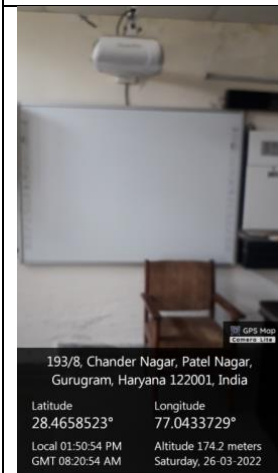 GPS Map
Camera Lite
193/8, Chander Nagar, Patel Nagar,
Gurugram, Haryana 122001, India
Latitude
Longitude
28.4658523°
77.0433729°
Local 01:50:54 PM
Altitude 174.2 meters
GMT 08:20:54 AM
Saturday, 26-03-2022